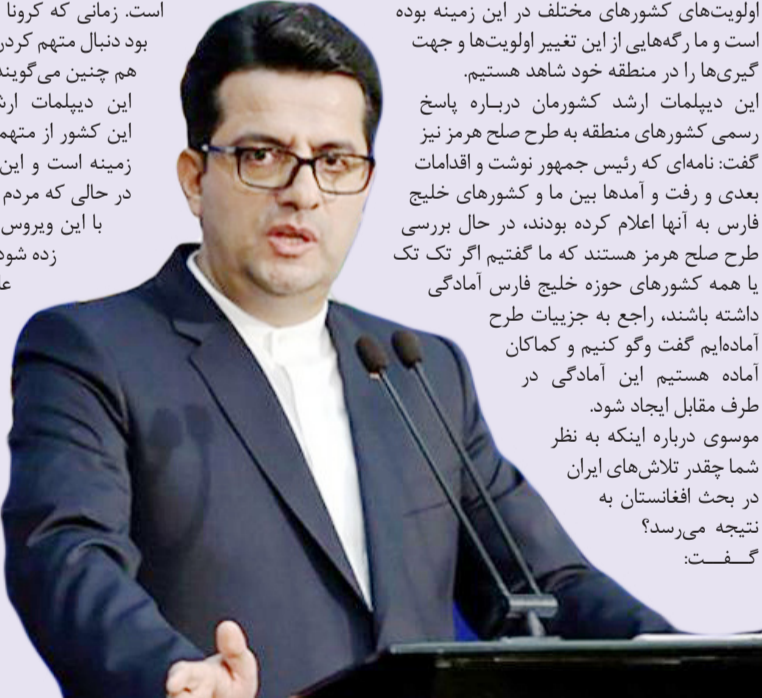 اولویت‌های کشورهای مختلف در این زمینه بوده
است و ما رگه‌هایی از این تغییر اولویت‌ها و جهت
گیری‌ها را در منطقه خود شاهد هستیم.
این دیپلمات ارشد کشورمان درباره پاسخ
رسمی کشورهای منطقه به طرح صلح هرمز نیز
گفت: نامه‌ای که رئیس جمهور نوشت و اقدامات
بعدی و رفت و آمدها بین ما و کشورهای خلیج
فارس به آنها اعلام کرده بودند، در حال بررسی
طرح صلح هرمز هستند که ما گفتیم اگر تک تک
یا همه کشورهای حوزه خلیج فارس آمادگی
داشته باشند، راجع به جزییات طرح
آماده‌ایم گفت وگو کنیم و کماکان
آماده هستیم این آمادگی در
طرف مقابل ایجاد شود.
موسوی درباره اینکه به نظر
شما چقدر تلاش‌های ایران
در بحث افغانستان به
نتیجه می‌رسد؟
گــفــت:
است. زمانی که کرونا
بود دنبال متهم کردن
هم چنین می‌گویند
این دیپلمات ارش
این کشور از متهم
زمینه است و این
در حالی که مردم
با این ویروس
زده شود